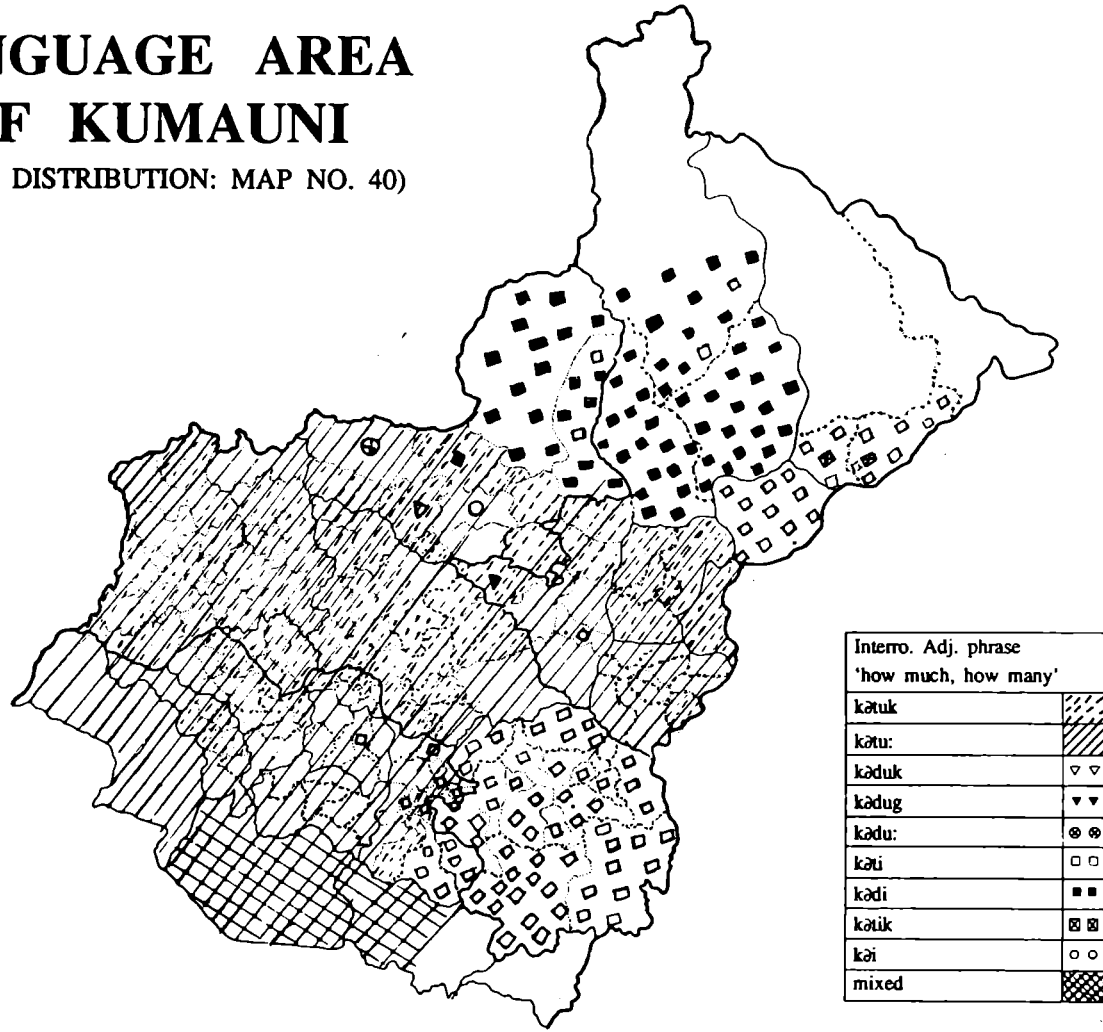 NGUAGE AREA
F KUMAUNI
DISTRIBUTION: MAP NO. 40)
Interro. Adj. phrase
‘how much, how many’
kətuk
kətu:
kəduk
kədug
kədu:
kəti
kədi
kətik
kəi
mixed